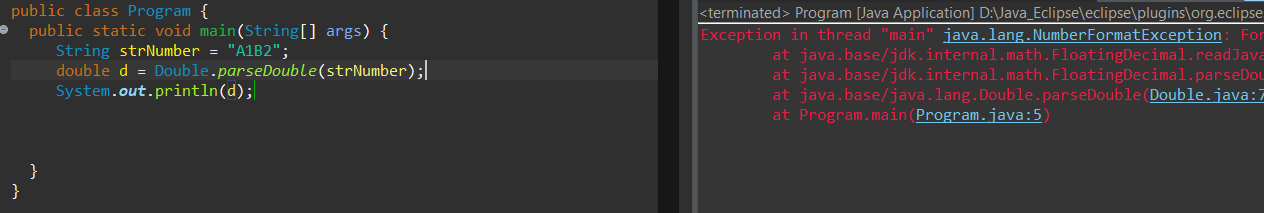 public class Program {
public static void main(String[] args) {
String strNumber = "A1B2";
double d = Double.parseDouble(strNumber);
System.out.println(d);
}
}
<terminated> Program [Java Application] D:\Java_Eclipse\eclipse\plugins\org.eclipse
Exception in thread "main" java.lang.NumberFormatException: For
at java.base/jdk.internal.math.FloatingDecimal.readJava
at java.base/jdk.internal.math.FloatingDecimal.parseDou
at java.base/java.lang.Double.parseDouble(Double.java:7
at Program.main(Program.java:5)